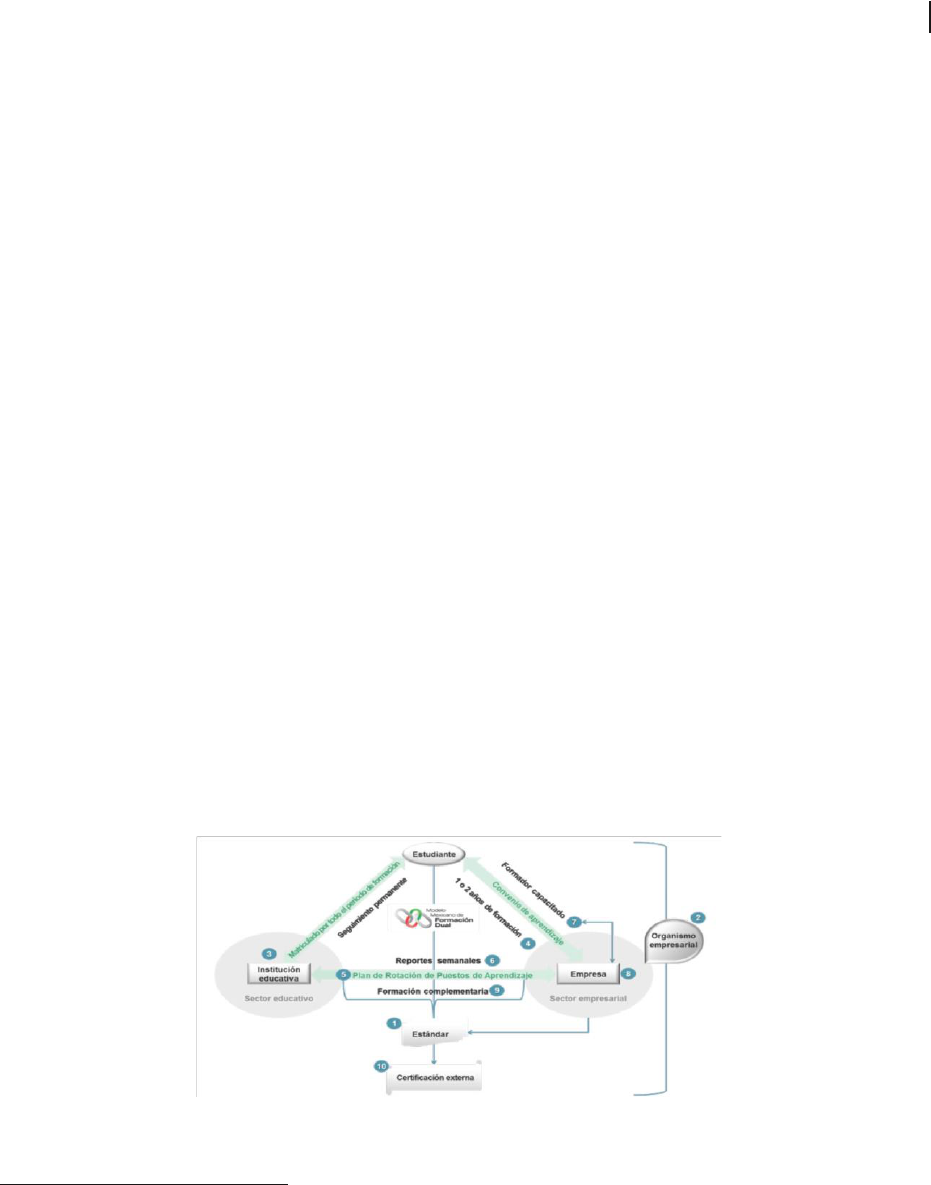 Estudiante
Matriculado por todo el periodo de formación
Seguimiento permanente
Formador capacitado
Convenos de aprendizaje
1 o 2 años de formación
4
7
Modelo
Mexicano de
Formación
Dual
2
Organismo
empresarial
3
Institución
educativa
Sector educativo
Reportes semanales 6
5 Plan de Rotación de Puestos de Aprendizaje
Formación complementaria 9
Empresa 8
Sector empresarial
1
Estándar
10
Certificación externa